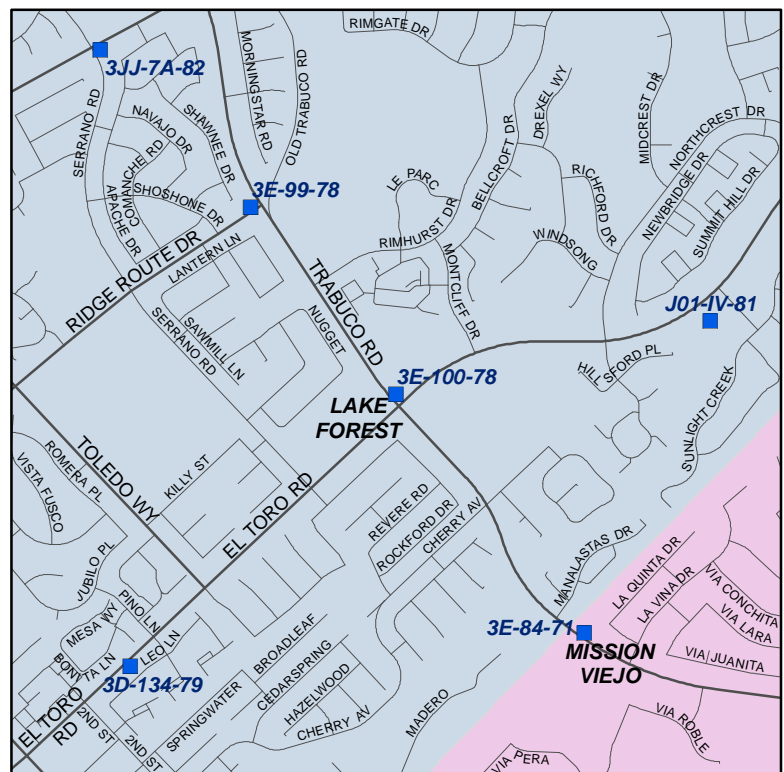 RIMGATE DR
3JJ-7A-82
MORNINGSTAR RD
OLD TRABUCO RD
SERRANO RD
NAVAJO DR
SHAWNEE DR
COMANCHE RD
APACHE DR
SHOSHONE DR
3E-99-78
LE PARC
BELLCROFT DR
DREXEL WY
RICHFORD DR
MIDCREST DR
NORTHCREST DR
NEWBRIDGE DR
SUMMIT HILL DR
RIDGE ROUTE DR
LANTERN LN
RIMHURST DR
WINDSONG
MONTCLIFF DR
TRABUCO RD
NUGGET
SAWMILL LN
SERRANO RD
J01-IV-81
HILL
SFORD PL
3E-100-78
LAKE
FOREST
SUNLIGHT CREEK
TOLEDO WY
ROMERA PL
VISTA FUSCO
KILLY ST
EL TORO RD
REVERE RD
ROCKFORD DR
CHERRY AV
JUBILO PL
MANALASTAS DR
LA QUINTA DR
LA VINA DR
VIA CONCHITA
VIA LARA
VIA JUANITA
MESA WY
PINO LN
LEO LN
BONITA LN
3D-134-79
3E-84-71
MISSION
VIEJO
BROADLEAF
CEDARSPRING
HAZELWOOD
SPRINGWATER
CHERRY AV
MADERO
EL TORO
RD
2ND ST
2ND ST
VIA ROBLE
VIA PERA